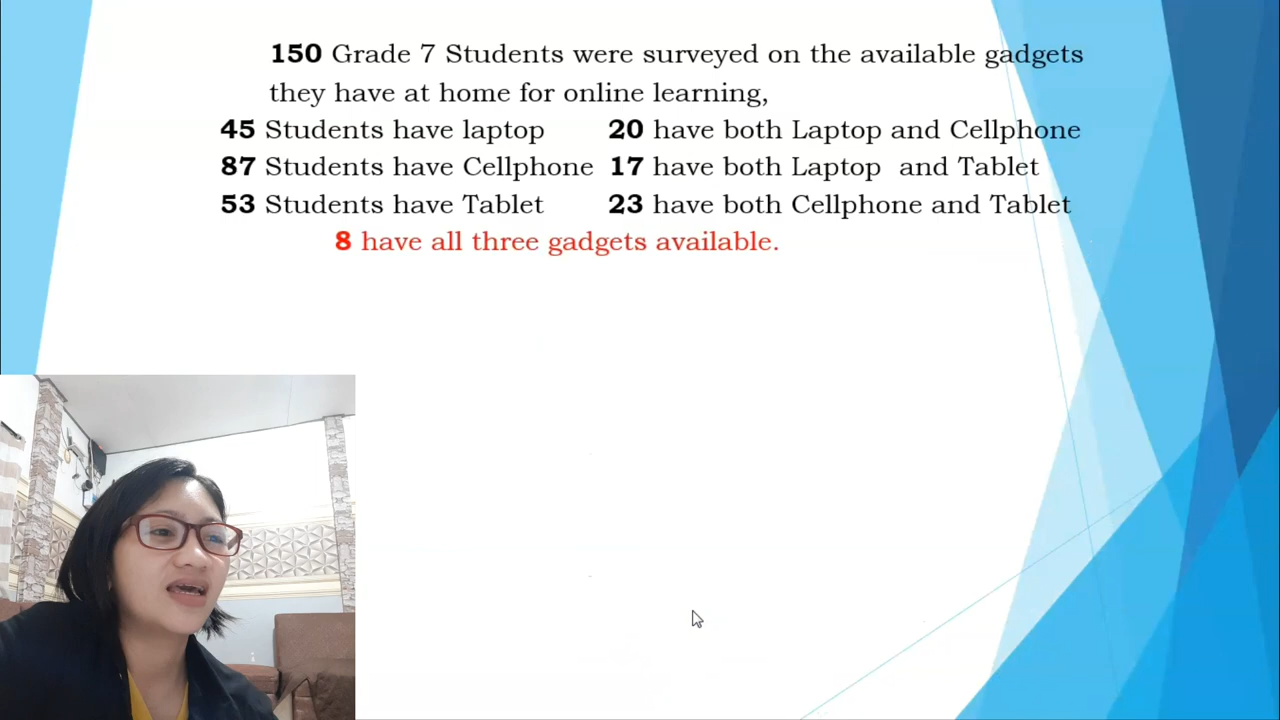 150 Grade 7 Students were surveyed on the available gadgets
they have at home for online learning,
45 Students have laptop 20 have both Laptop and Cellphone
87 Students have Cellphone 17 have both Laptop and Tablet
53 Students have Tablet 23 have both Cellphone and Tablet
8 have all three gadgets available.